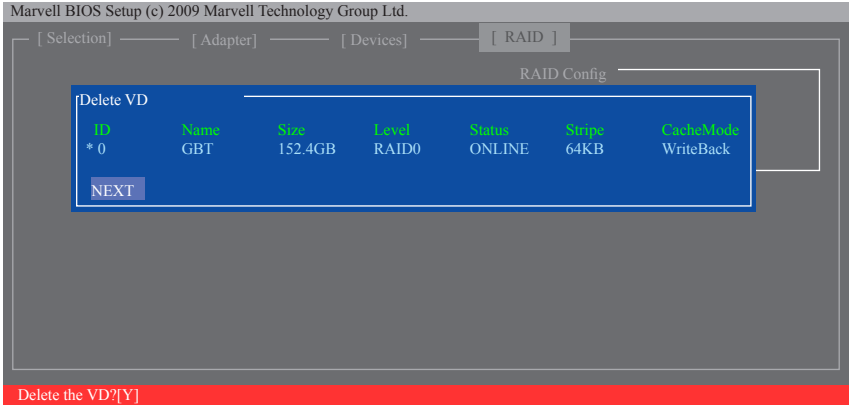 Marvell BIOS Setup (c) 2009 Marvell Technology Group Ltd.
[ Selection] [ Adapter] [ Devices] [ RAID ]
RAID Config
Delete VD
ID Name Size Level Status Stripe CacheMode
* 0 GBT 152.4GB RAID0 ONLINE 64KB WriteBack
NEXT
Delete the VD?[Y]